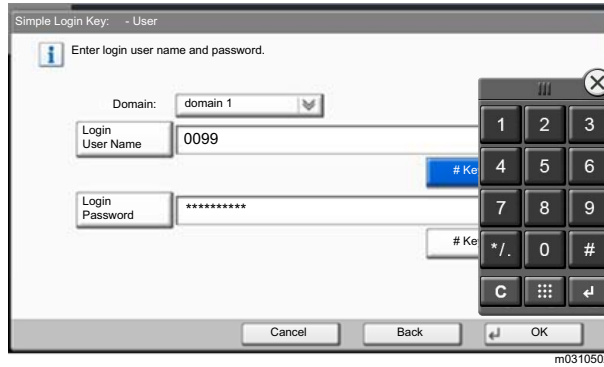 Simple Login Key: - User
Enter login user name and password.
Domain: domain 1
Login
User Name
0099
# Ke
Login
Password
**********
# Ke
1 2 3
4 5 6
7 8 9
*/. 0 #
C
Cancel Back OK
m031050